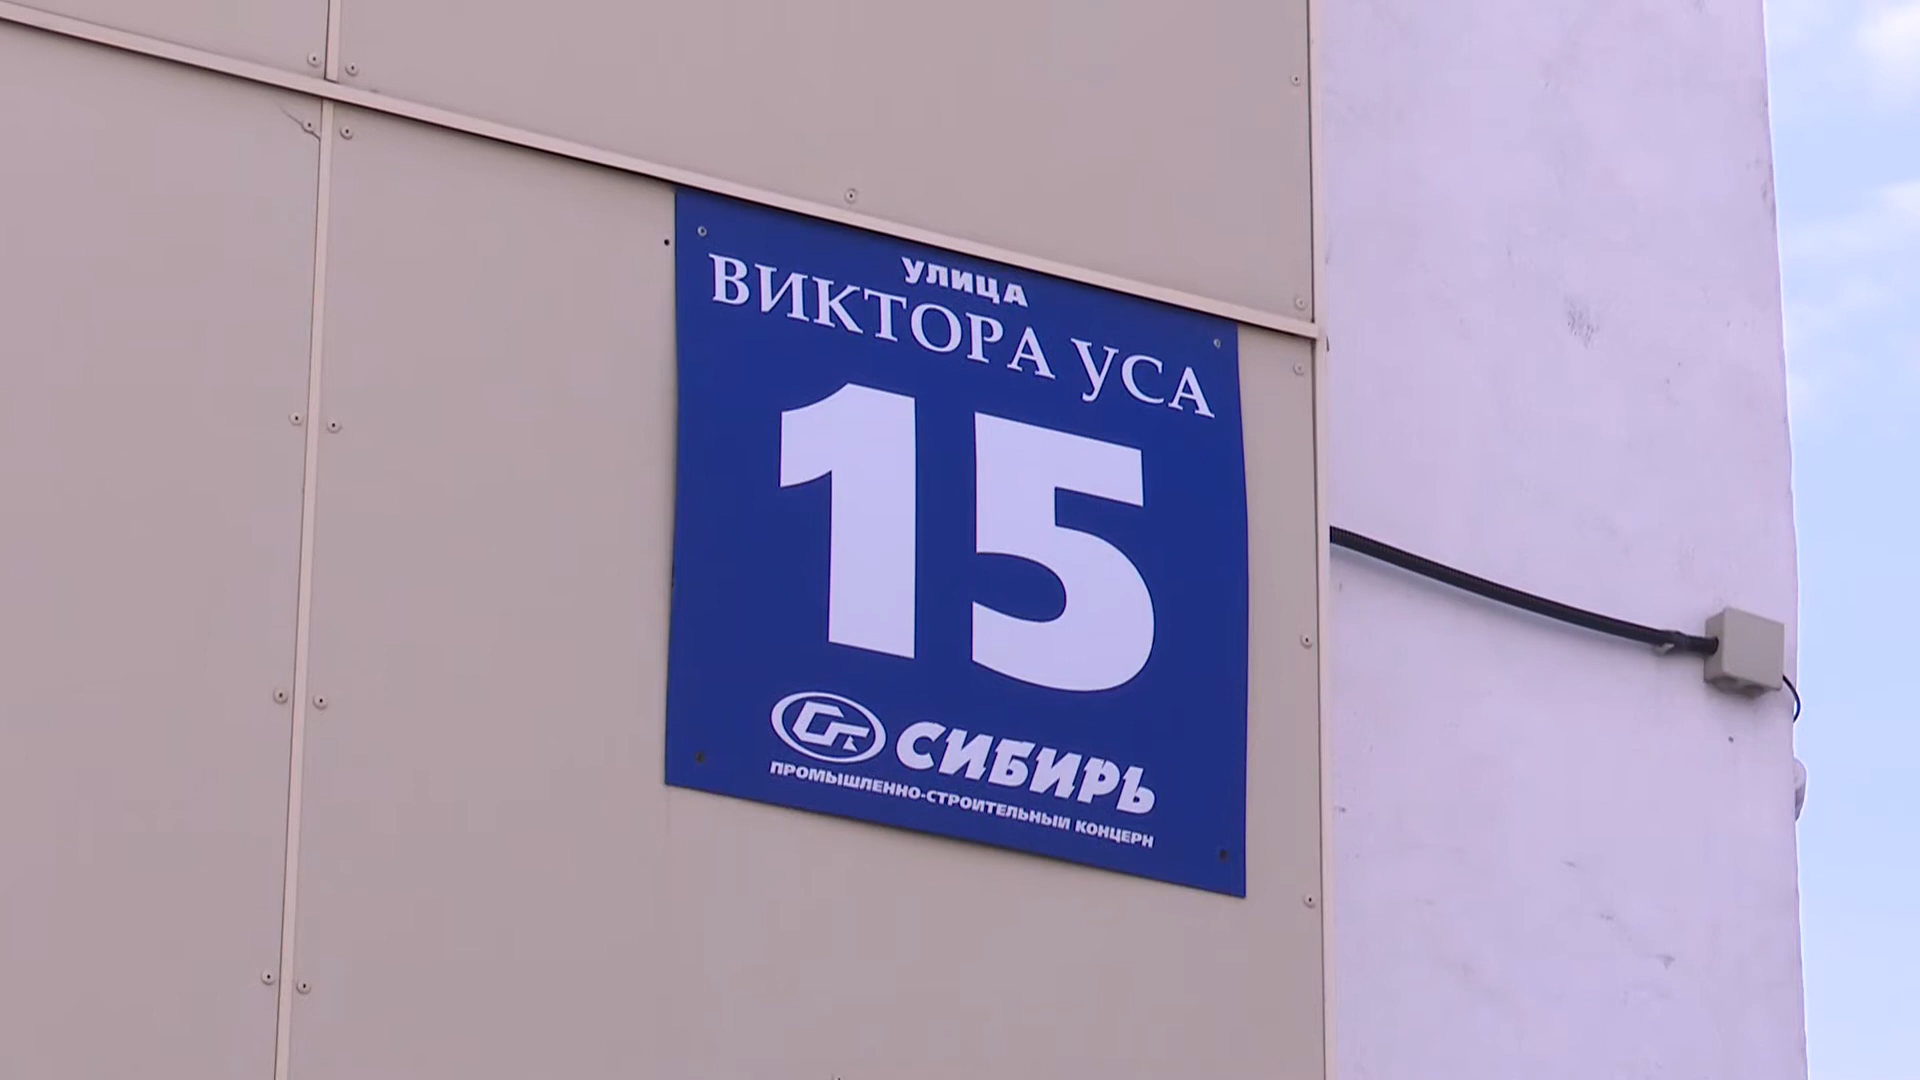 УЛИЦА
ВИКТОРА УСА
15
СИБИРЬ
ПРОМЫШЛЕННО-СТРОИТЕЛЬНЫЙ КОНЦЕРН